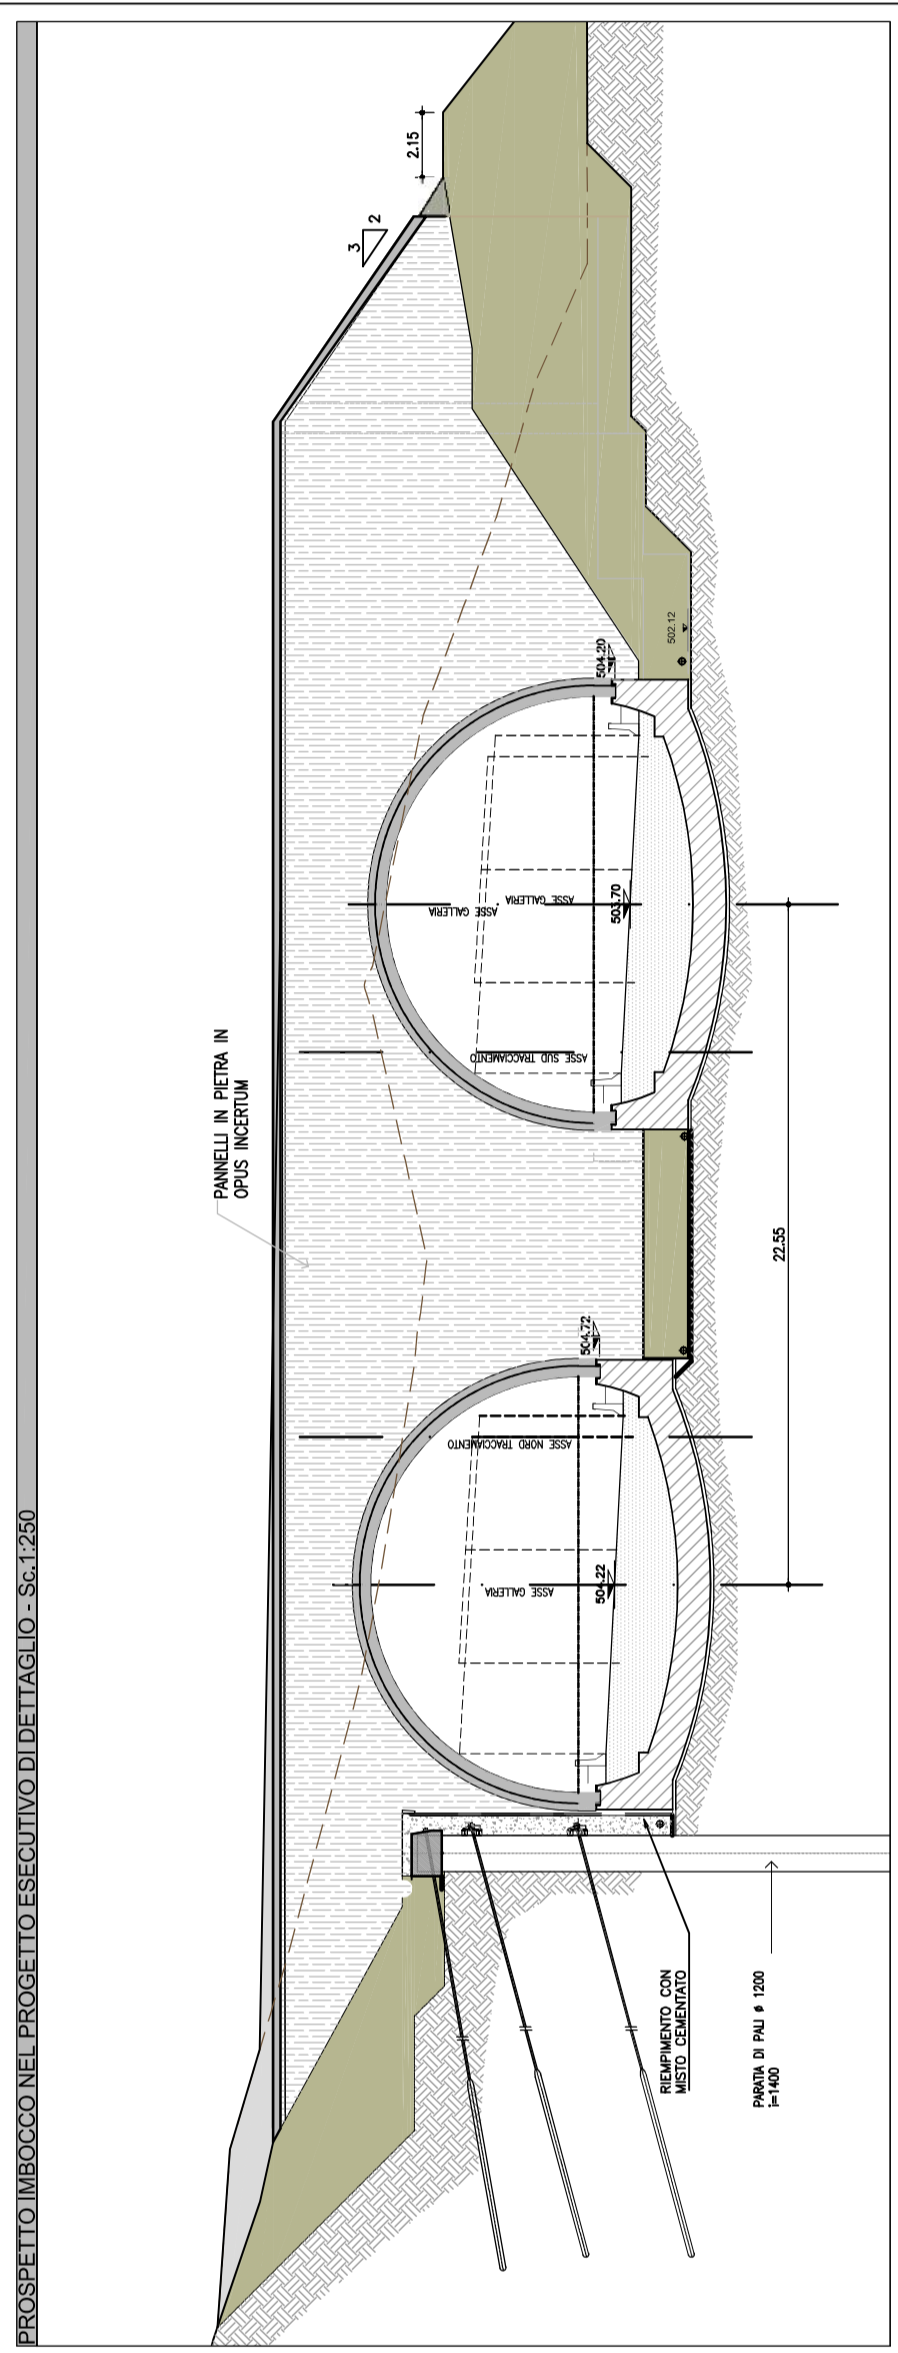 PROSPETTO IMBOCCO NEL PROGETTO ESECUTIVO DI DETTAGLIO - Sc.1:250
PANNELLI IN PIETRA IN
OPUS INCERTUM
3
2
2.15
ASSE GALLERIA
504.22
ASSE NORD TRACCIAMENTO
504.72
ASSE SUD TRACCIAMENTO
ASSE GALLERIA
ASSE GALLERIA
503.70
504.20
502.12
22.55
RIEMPIMENTO CON
MISTO CEMENTATO
PARATIA DI PALI ø 1200
i=1400